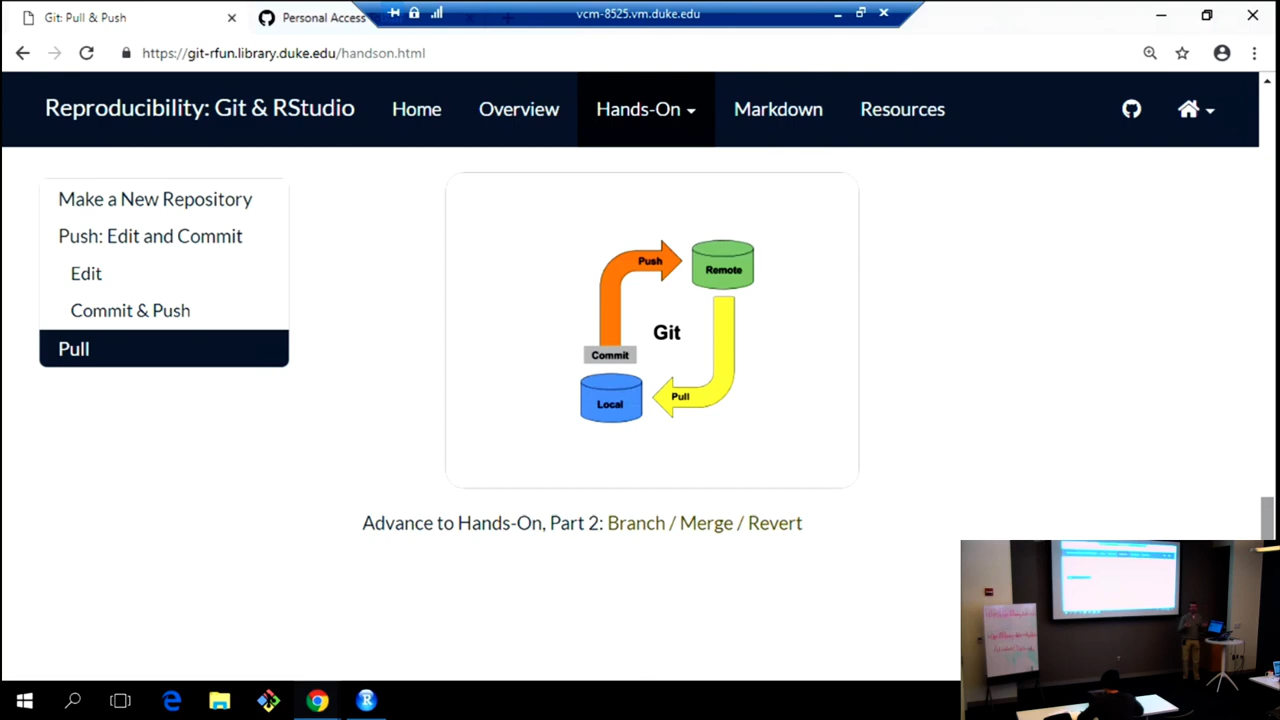 Git: Pull & Push
Personal Access
vcm-8525.vm.duke.edu
https://git-rfun.library.duke.edu/handson.html
Reproducibility: Git & RStudio
Home
Overview
Hands-On
Markdown
Resources
Make a New Repository
Push: Edit and Commit
Edit
Commit & Push
Pull
Push
Remote
Git
Commit
Local
Pull
Advance to Hands-On, Part 2: Branch / Merge / Revert